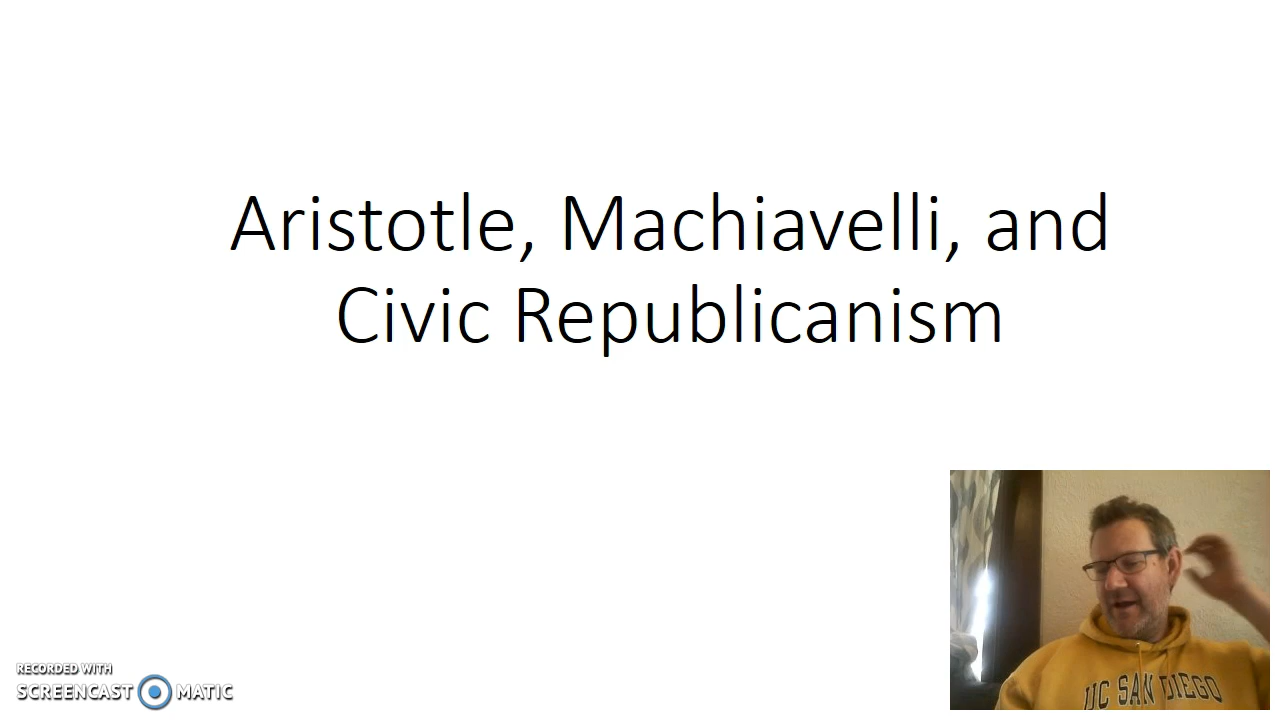 Aristotle, Machiavelli, and
Civic Republicanism
RECORDED WITH
SCREENCAST MATIC
UC SAN DIEGO